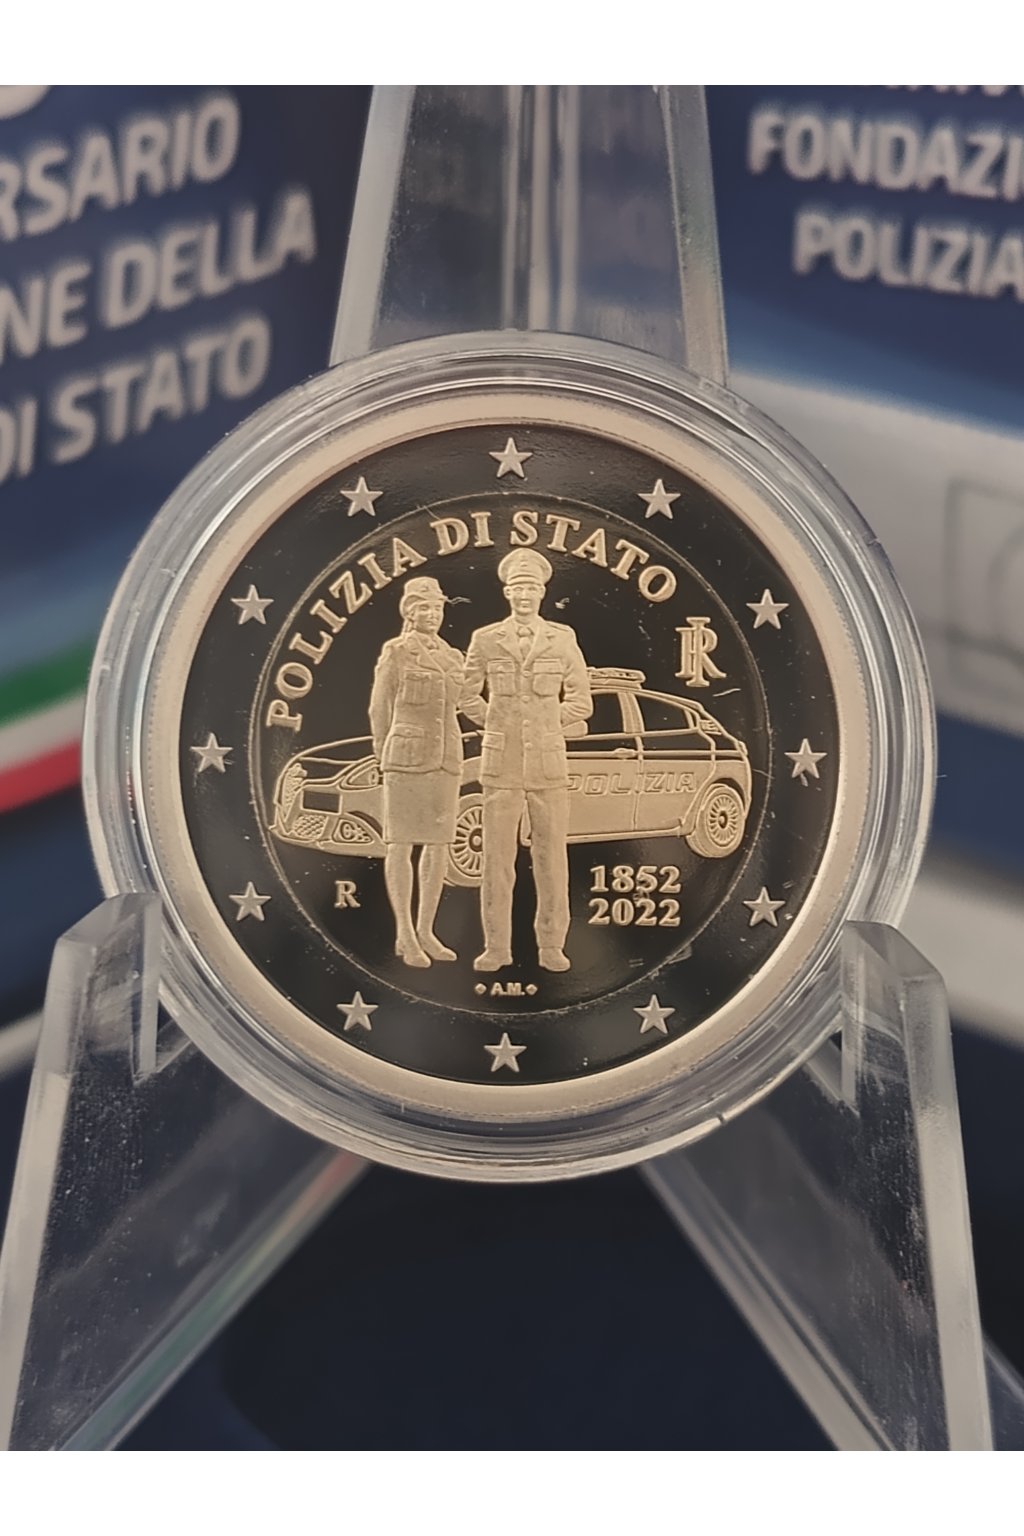 RSARIO
NE DELLA
DI STATO
FONDAZI
POLIZIA
POLIZIA DI STATO
RI
POLIZIA
R
1852
2022
A.M.